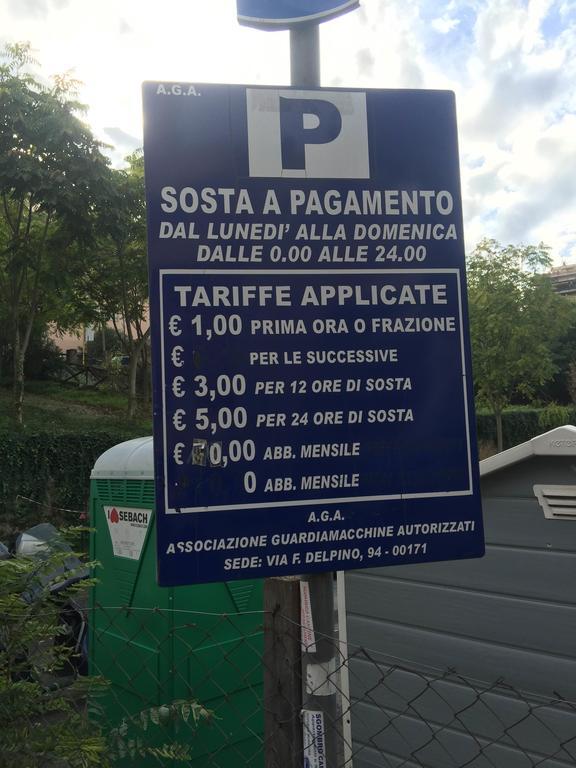 A.G.A.
P
SOSTA A PAGAMENTO
DAL LUNEDI' ALLA DOMENICA
DALLE 0.00 ALLE 24.00
TARIFFE APPLICATE
€ 1,00 PRIMA ORA O FRAZIONE
€ PER LE SUCCESSIVE
€ 3,00 PER 12 ORE DI SOSTA
€ 5,00 PER 24 ORE DI SOSTA
€ 0,00 ABB. MENSILE
0 ABB. MENSILE
A.G.A.
ASSOCIAZIONE GUARDIAMACCHINE AUTORIZZATI
SEDE: VIA F. DELPINO, 94 - 00171
SEBACH